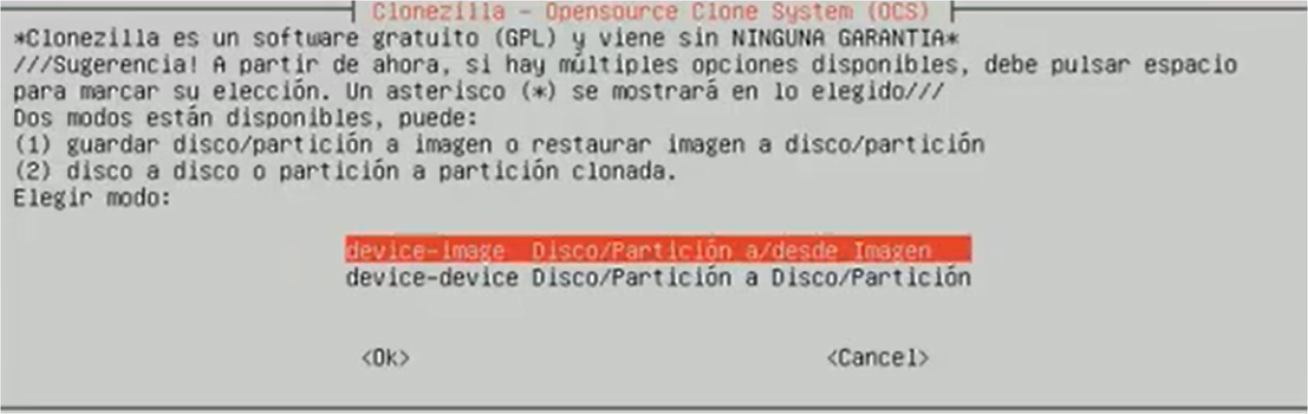 Clonezilla - Opensource Clone System (OCS)
*Clonezilla es un software gratuito (GPL) y viene sin NINGUNA GARANTIA*
///Sugerencia! A partir de ahora, si hay múltiples opciones disponibles, debe pulsar espacio
para marcar su elección. Un asterisco (*) se mostrará en lo elegido///
Dos modos están disponibles, puede:
(1) guardar disco/partición a imagen o restaurar imagen a disco/partición
(2) disco a disco o partición a partición clonada.
Elegir modo:
device-image Disco/Partición a/desde Imagen
device-device Disco/Partición a Disco/Partición
<Ok> <Cancel>